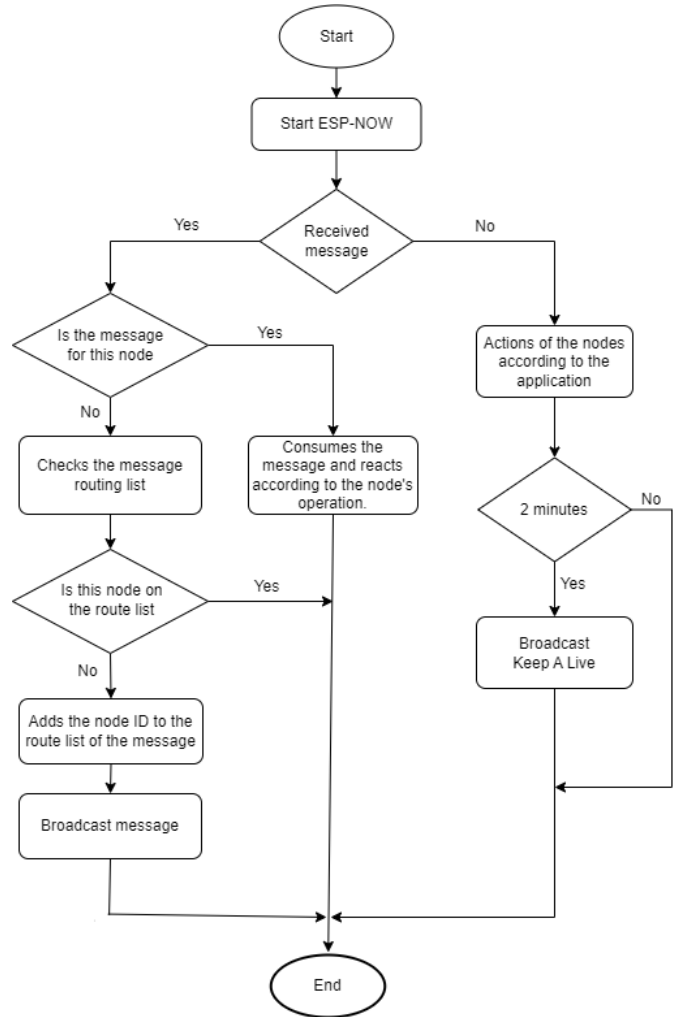 Start
Start ESP-NOW
Received
message
Yes
No
Is the message
for this node
Yes
No
Actions of the nodes
according to the
application
Checks the message
routing list
Consumes the
message and reacts
according to the node's
operation.
2 minutes
No
Yes
Is this node on
the route list
Yes
No
Broadcast
Keep A Live
Adds the node ID to the
route list of the message
Broadcast message
End